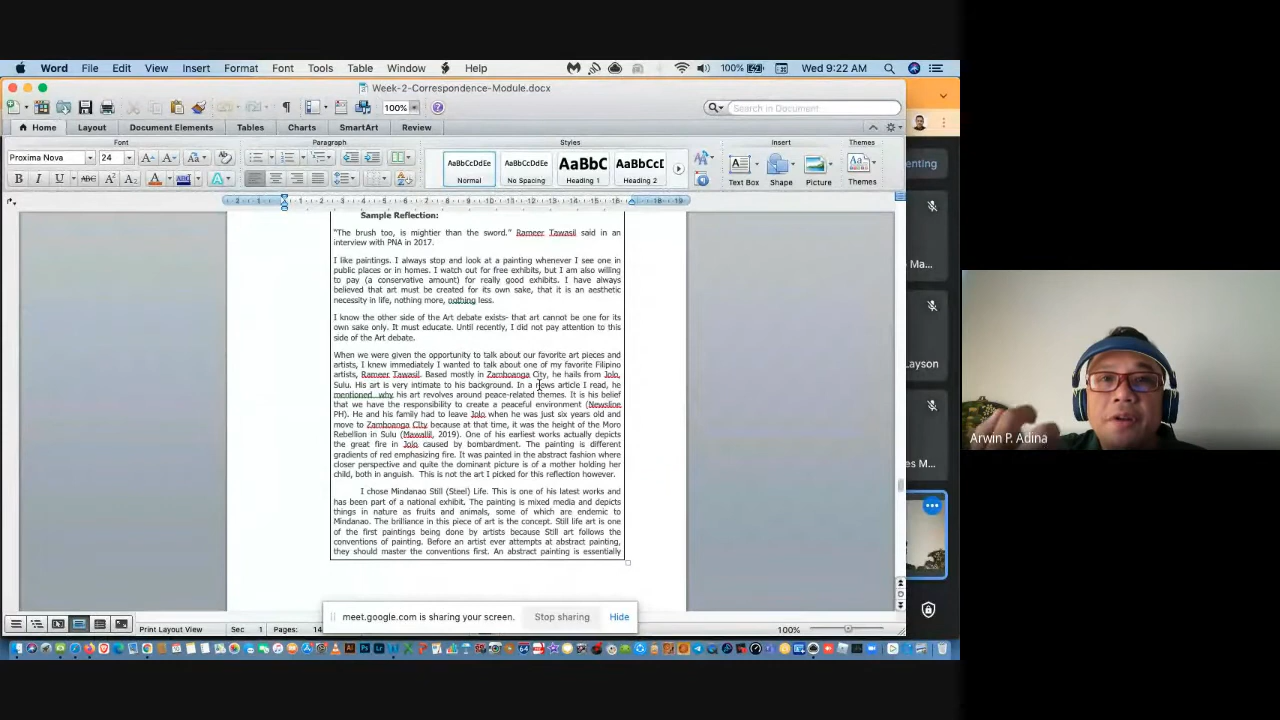 Word File Edit View Insert Format Font Tools Table Window Help 100% Wed 9:22 AM
Week-2-Correspondence-Module.docx
100% Search in Document
Home Layout Document Elements Tables Charts SmartArt Review
Font Paragraph Styles Insert Themes
Proxima Nova 24 AaBbCcDdEe AaBbCcDdEe AaBbC AaBbCcD Aa
B I U ABC Normal No Spacing Heading 1 Heading 2 Text Box Shape Picture Themes
enting
Sample Reflection:
“The brush too, is mightier than the sword.” Rameer Tawasil said in an
interview with PNA in 2017.
I like paintings. I always stop and look at a painting whenever I see one in
public places or in homes. I watch out for free exhibits, but I am also willing
to pay (a conservative amount) for really good exhibits. I have always
believed that art must be created for its own sake, that it is an aesthetic
necessity in life, nothing more, nothing less.
I know the other side of the Art debate exists- that art cannot be one for its
own sake only. It must educate. Until recently, I did not pay attention to this
side of the Art debate.
When we were given the opportunity to talk about our favorite art pieces and
artists, I knew immediately I wanted to talk about one of my favorite Filipino
artists, Rameer Tawasil. Based mostly in Zamboanga City, he hails from Jolo,
Sulu. His art is very intimate to his background. In a news article I read, he
mentioned why his art revolves around peace-related themes. It is his belief
that we have the responsibility to create a peaceful environment (Newsline
PH). He and his family had to leave Jolo when he was just six years old and
move to Zamboanga City because at that time, it was the height of the Moro
Rebellion in Sulu (Mawallil, 2019). One of his earliest works actually depicts
the great fire in Jolo caused by bombardment. The painting is different
gradients of red emphasizing fire. It was painted in the abstract fashion where
closer perspective and quite the dominant picture is of a mother holding her
child, both in anguish. This is not the art I picked for this reflection however.
I chose Mindanao Still (Steel) Life. This is one of his latest works and
has been part of a national exhibit. The painting is mixed media and depicts
things in nature as fruits and animals, some of which are endemic to
Mindanao. The brilliance in this piece of art is the concept. Still life art is one
of the first paintings being done by artists because Still art follows the
conventions of painting. Before an artist ever attempts at abstract painting,
they should master the conventions first. An abstract painting is essentially
s Ma...
Layson
es M...
Arwin P. Adina
meet.google.com is sharing your screen. Stop sharing Hide
Print Layout View Sec 1 Pages: 14 100%